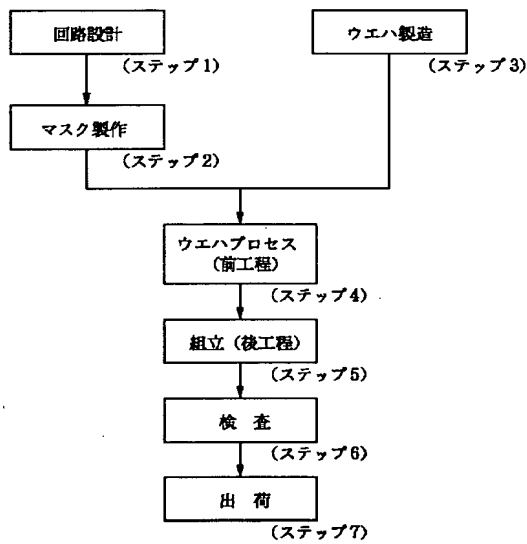 回路設計
(ステップ1)
ウエハ製造
(ステップ3)
マスク製作
(ステップ2)
ウエハプロセス
(前工程)
(ステップ4)
組立(後工程)
(ステップ5)
検 査
(ステップ6)
出 荷
(ステップ7)